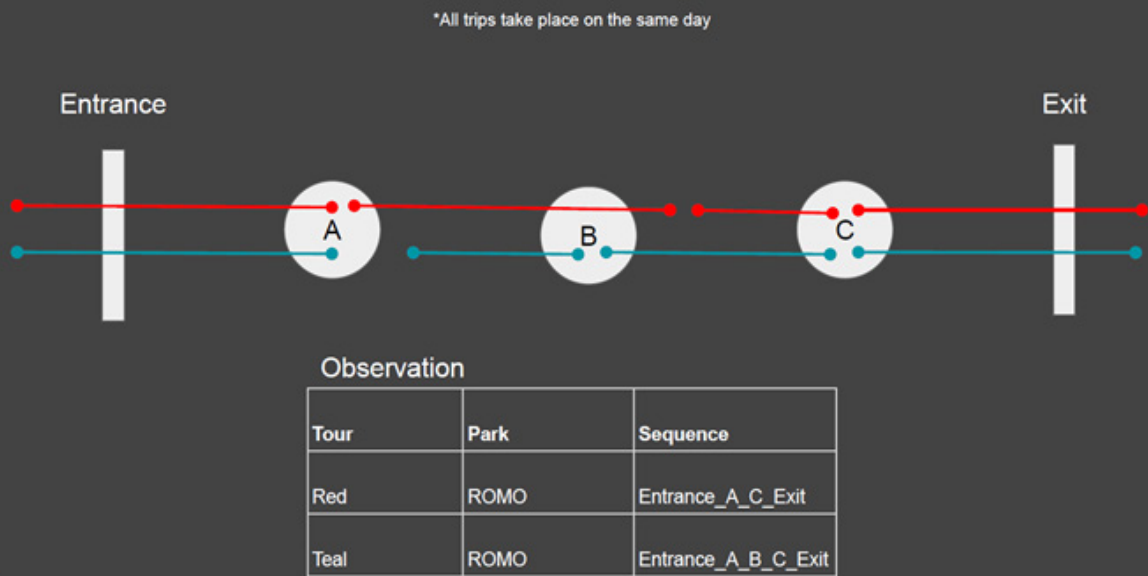 *All trips take place on the same day
Entrance
Exit
A
B
C
Observation
Tour Park Sequence
Red ROMO Entrance_A_C_Exit
Teal ROMO Entrance_A_B_C_Exit